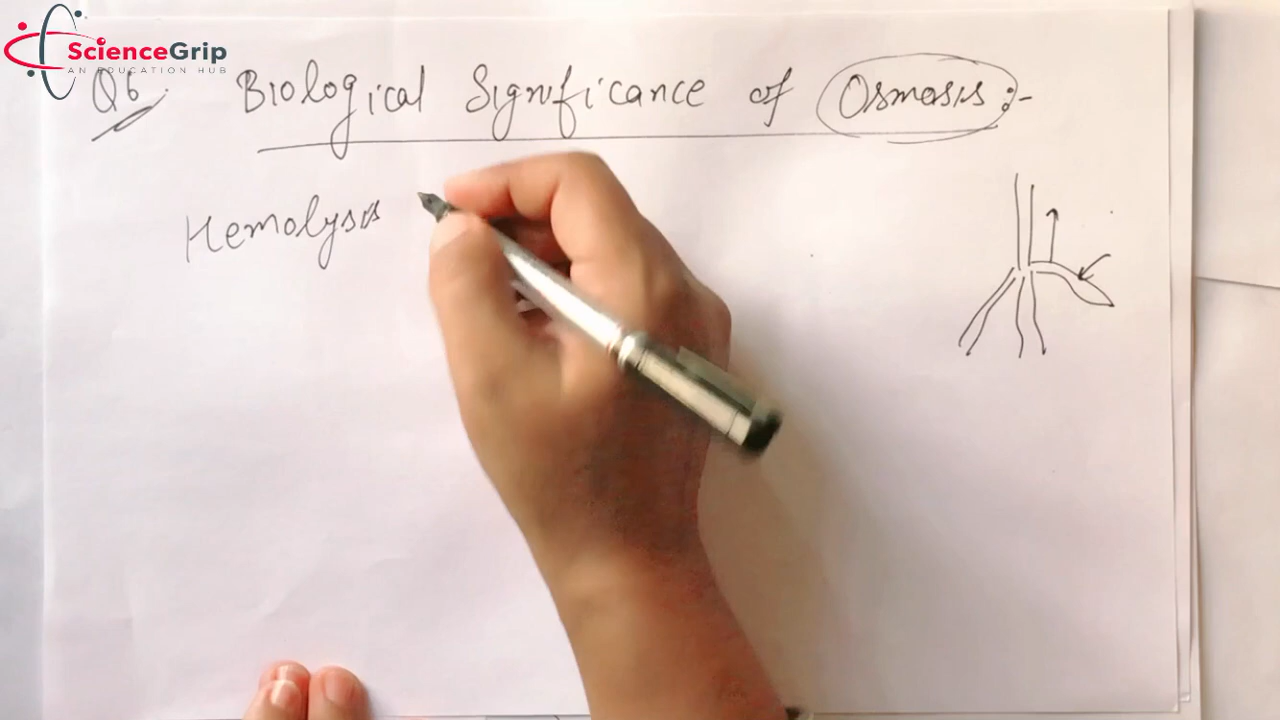 ScienceGrip
AN EDUCATION HUB
Q6. Biological Significance of Osmosis :-
Hemolysis